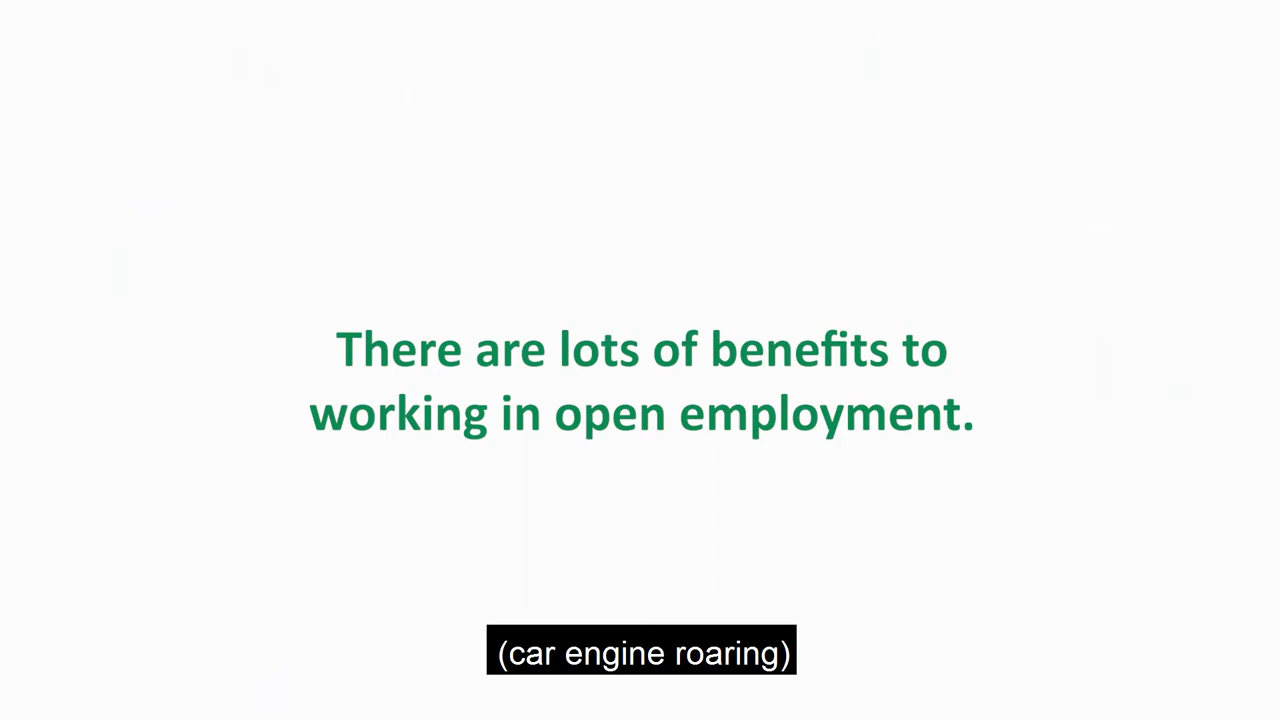 There are lots of benefits to
working in open employment.
(car engine roaring)